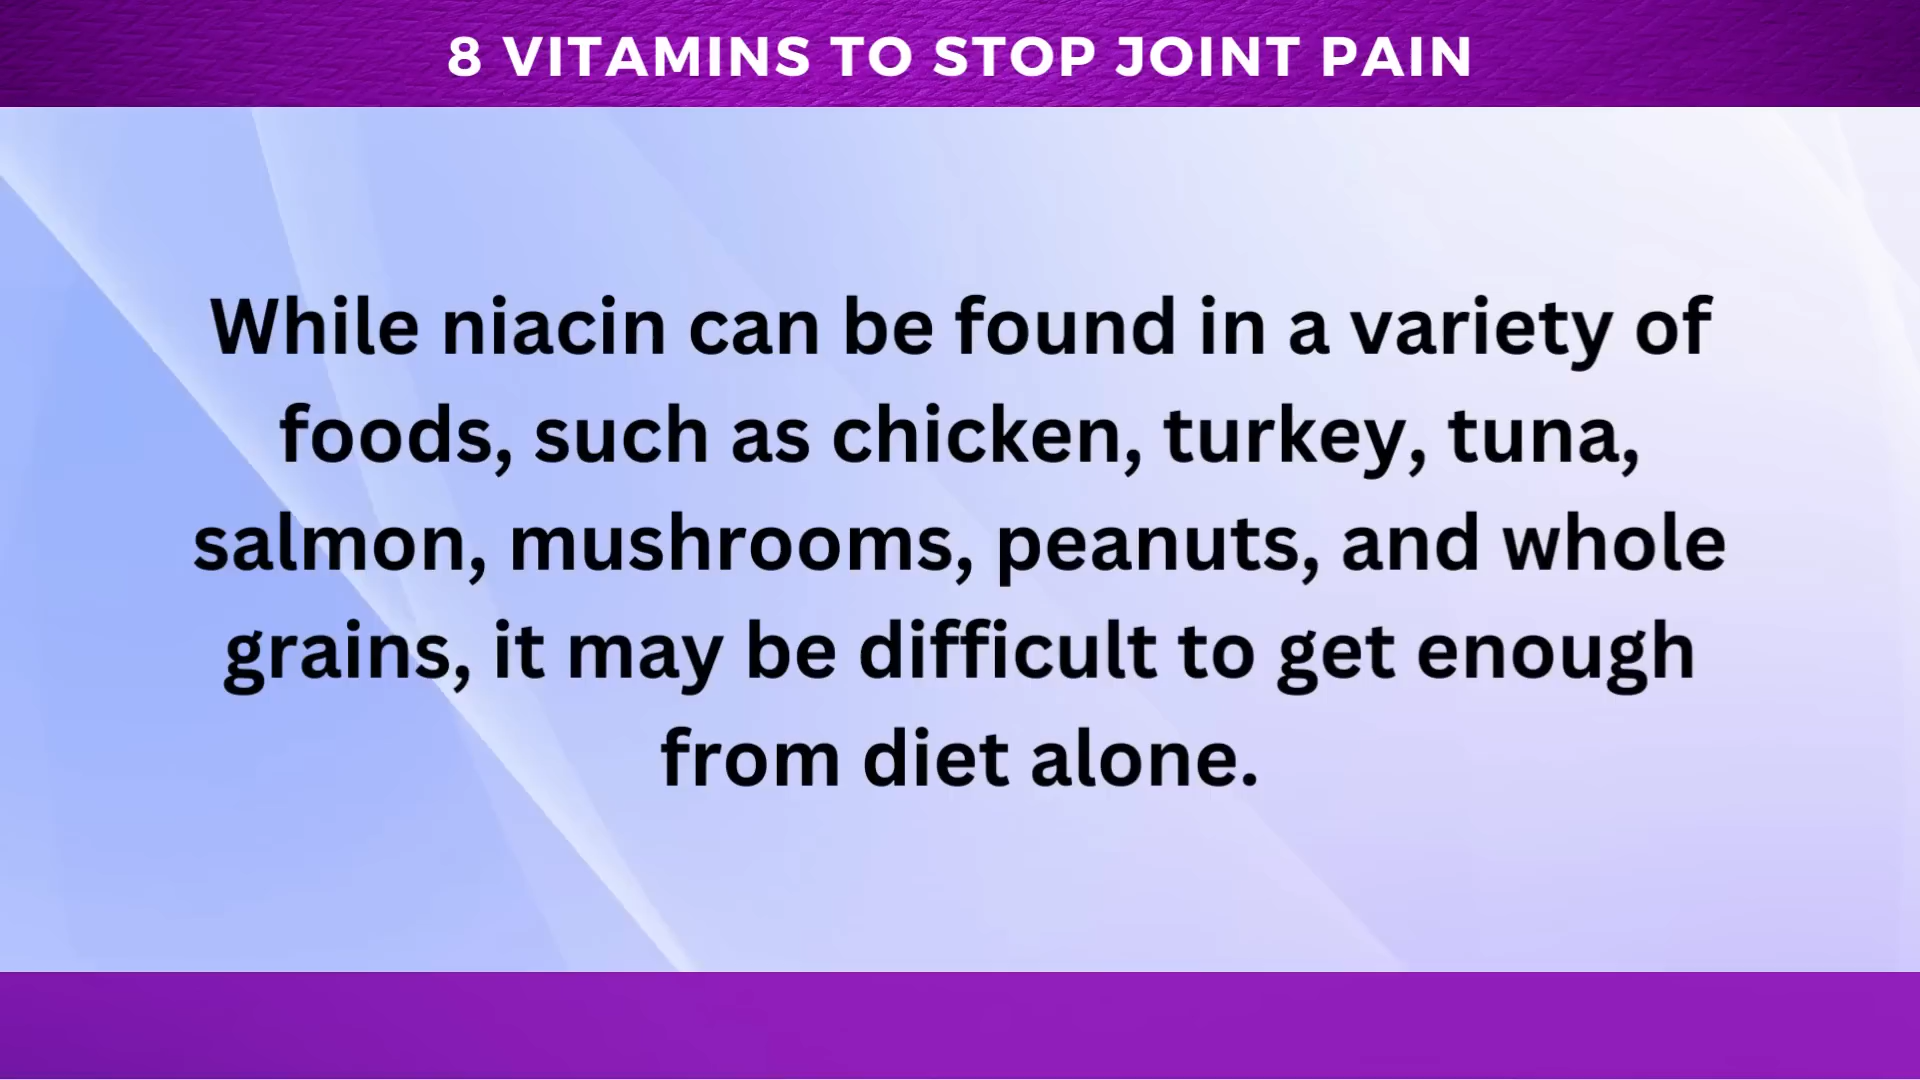 8 VITAMINS TO STOP JOINT PAIN
While niacin can be found in a variety of
foods, such as chicken, turkey, tuna,
salmon, mushrooms, peanuts, and whole
grains, it may be difficult to get enough
from diet alone.